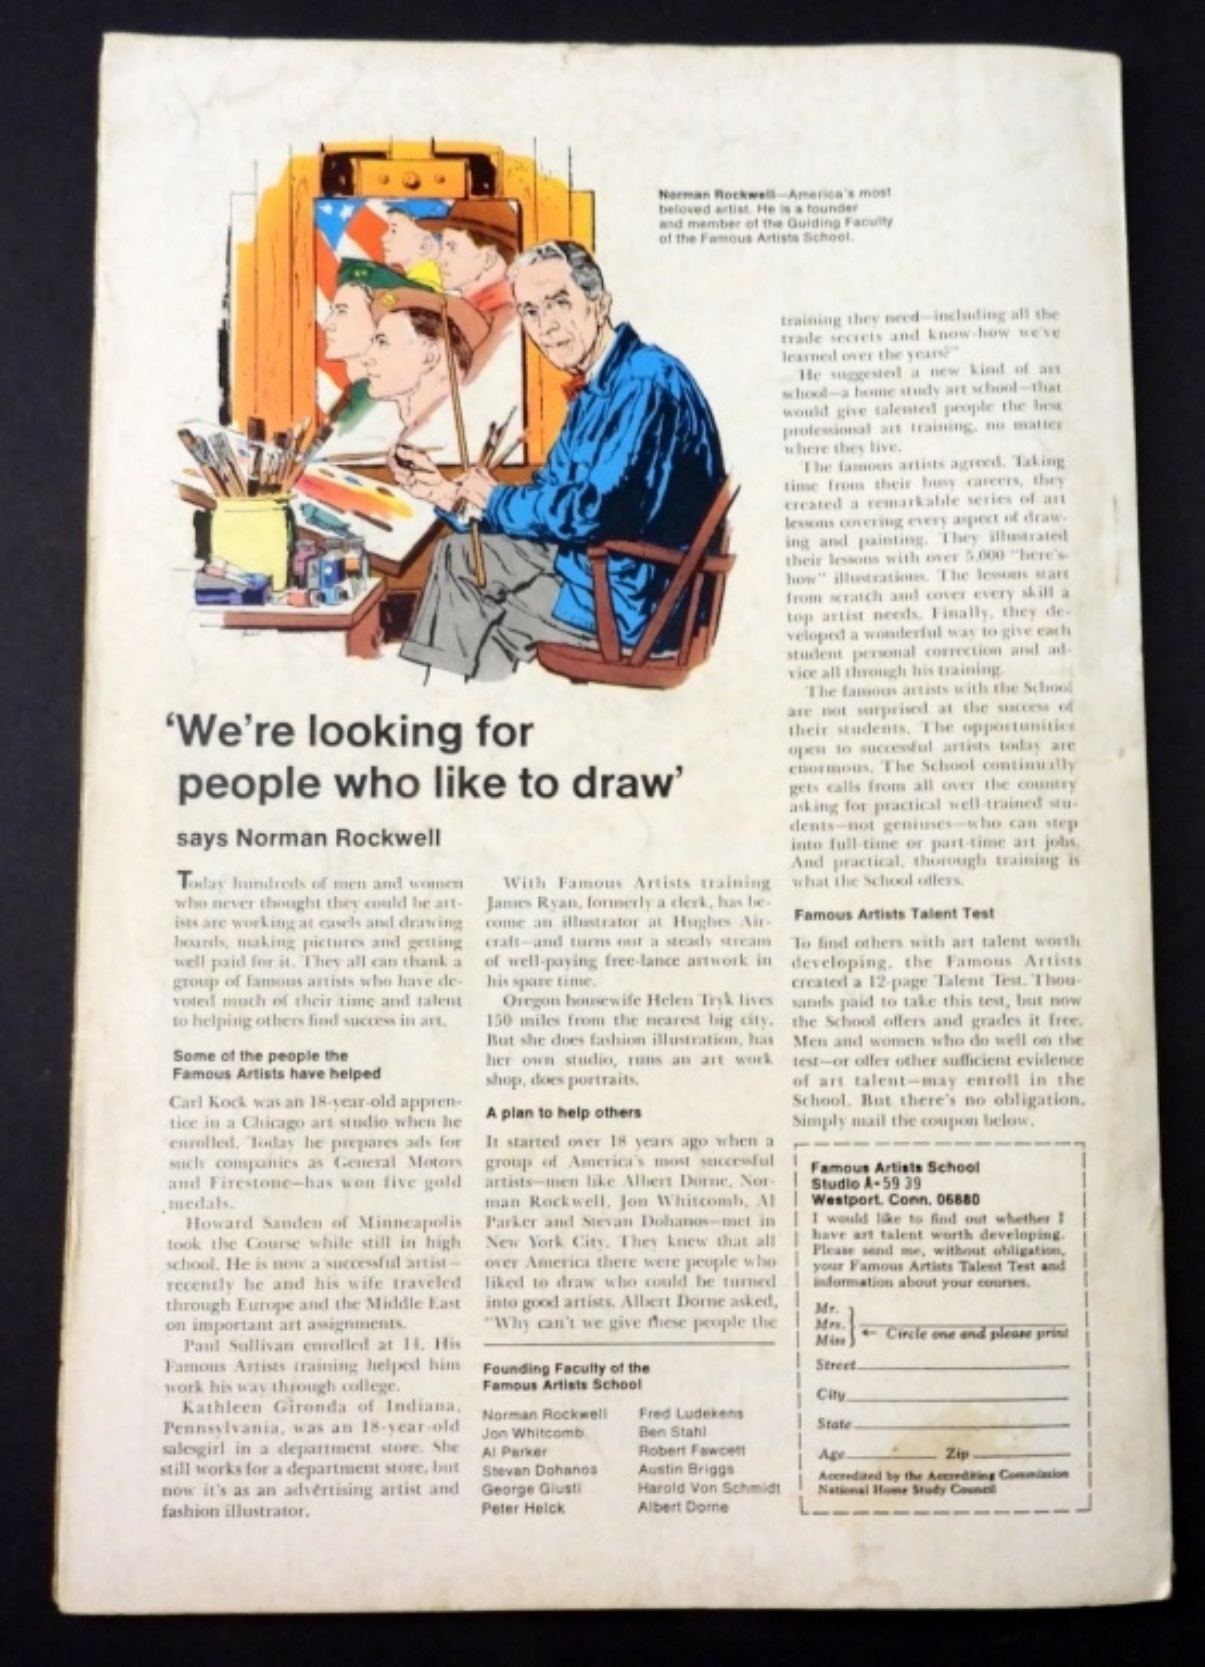 Norman Rockwell—America's most
beloved artist. He is a founder
and member of the Guiding Faculty
of the Famous Artists School.
'We're looking for
people who like to draw'
says Norman Rockwell
Today hundreds of men and women
who never thought they could be art-
ists are working at easels and drawing
boards, making pictures and getting
well paid for it. They all can thank a
group of famous artists who have de-
voted much of their time and talent
to helping others find success in art.
Some of the people the
Famous Artists have helped
Carl Kock was an 18-year-old appren-
tice in a Chicago art studio when he
enrolled. Today he prepares ads for
such companies as General Motors
and Firestone—has won five gold
medals.
Howard Sanden of Minneapolis
took the Course while still in high
school. He is now a successful artist—
recently he and his wife traveled
through Europe and the Middle East
on important art assignments.
Paul Sullivan enrolled at 14. His
Famous Artists training helped him
work his way through college.
Kathleen Gironda of Indiana,
Pennsylvania, was an 18-year-old
salesgirl in a department store. She
still works for a department store, but
now it's as an advertising artist and
fashion illustrator.
With Famous Artists training
James Ryan, formerly a clerk, has be-
come an illustrator at Hughes Air-
craft—and turns out a steady stream
of well-paying free-lance artwork in
his spare time.
Oregon housewife Helen Tryk lives
150 miles from the nearest big city.
But she does fashion illustration, has
her own studio, runs an art work
shop, does portraits.
A plan to help others
It started over 18 years ago when a
group of America's most successful
artists—men like Albert Dorne, Nor-
man Rockwell, Jon Whitcomb, Al
Parker and Stevan Dohanos—met in
New York City. They knew that all
over America there were people who
liked to draw who could be turned
into good artists. Albert Dorne asked,
"Why can't we give these people the
Founding Faculty of the
Famous Artists School
Norman Rockwell
Jon Whitcomb
Al Parker
Stevan Dohanos
George Giusti
Peter Helck
Fred Ludekens
Ben Stahl
Robert Fawcett
Austin Briggs
Harold Von Schmidt
Albert Dorne
training they need—including all the
trade secrets and know-how we've
learned over the years?"
He suggested a new kind of art
school—a home study art school—that
would give talented people the best
professional art training, no matter
where they live.
The famous artists agreed. Taking
time from their busy careers, they
created a remarkable series of art
lessons covering every aspect of draw-
ing and painting. They illustrated
their lessons with over 5,000 "here's-
how" illustrations. The lessons start
from scratch and cover every skill a
top artist needs. Finally, they de-
veloped a wonderful way to give each
student personal correction and ad-
vice all through his training.
The famous artists with the School
are not surprised at the success of
their students. The opportunities
open to successful artists today are
enormous. The School continually
gets calls from all over the country
asking for practical well-trained stu-
dents—not geniuses—who can step
into full-time or part-time art jobs.
And practical, thorough training is
what the School offers.
Famous Artists Talent Test
To find others with art talent worth
developing, the Famous Artists
created a 12-page Talent Test. Thou-
sands paid to take this test, but now
the School offers and grades it free.
Men and women who do well on the
test—or offer other sufficient evidence
of art talent—may enroll in the
School. But there's no obligation.
Simply mail the coupon below.
Famous Artists School
Studio A-5939
Westport, Conn. 06880
I would like to find out whether I
have art talent worth developing.
Please send me, without obligation,
your Famous Artists Talent Test and
information about your courses.
Mr.
Mrs.
Miss
← Circle one and please print
Street
City
State
Age Zip
Accredited by the Accrediting Commission
National Home Study Council